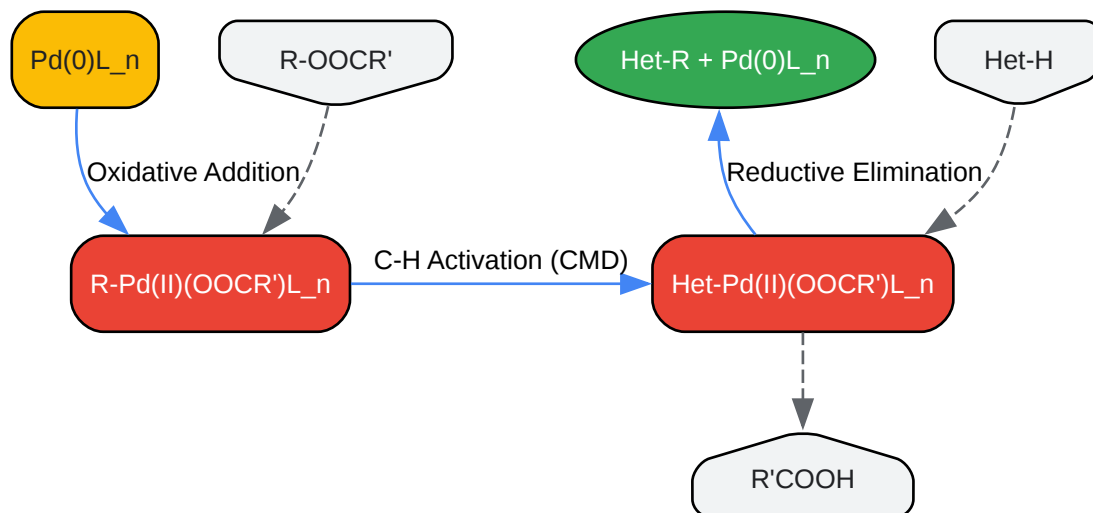 Pd(0)L_n
R-OOCR'
Het-R + Pd(0)L_n
Het-H
Oxidative Addition
Reductive Elimination
R-Pd(II)(OOCR')L_n
C-H Activation (CMD)
Het-Pd(II)(OOCR')L_n
R'COOH